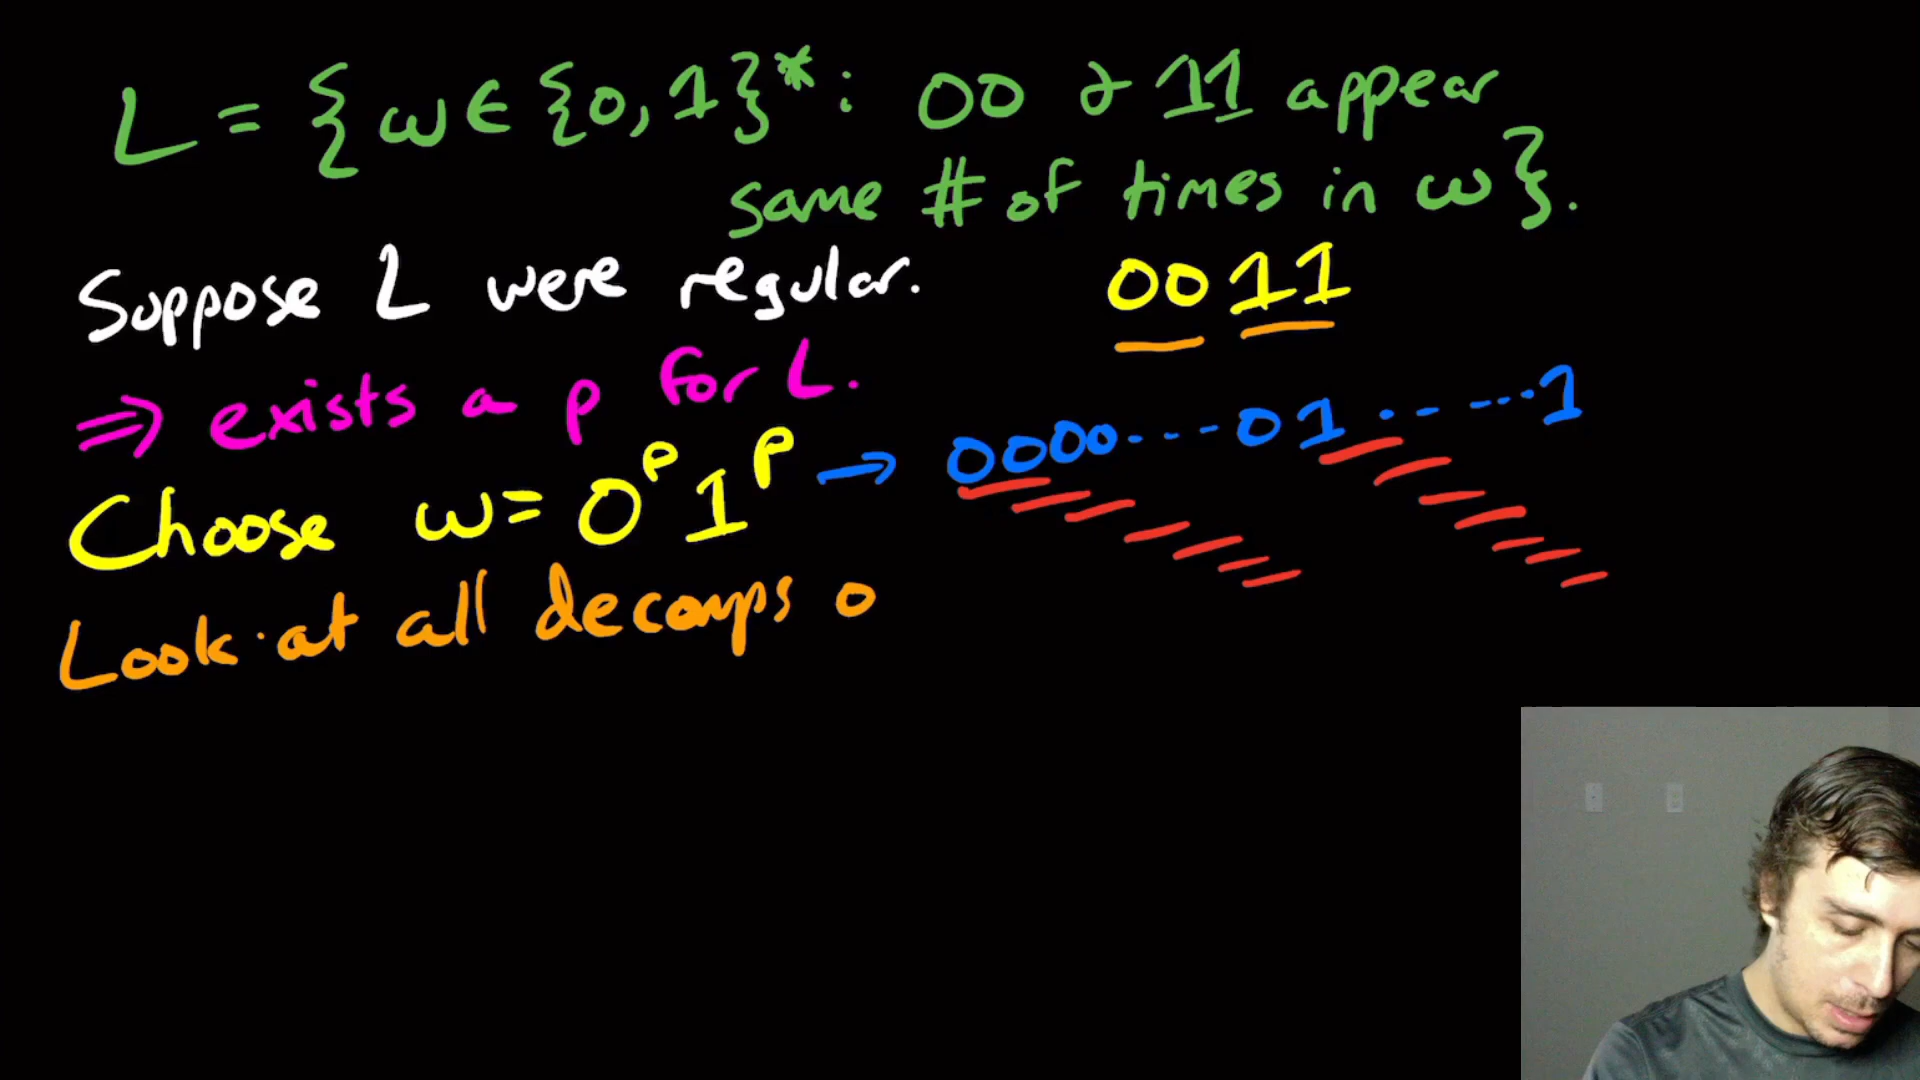 L = {w ∈ {0,1}*: 00 & 11 appear
same # of times in w}.
Suppose L were regular.
0011
⇒ exists a p for L.
Choose w = 0^p 1^p → 0000---01------1
Look at all decomps o